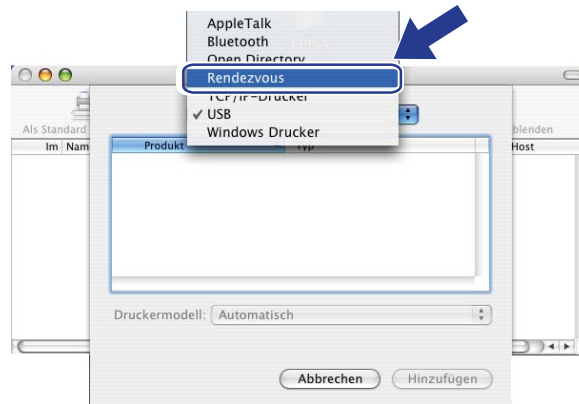 AppleTalk
Bluetooth
Open Directory
Rendezvous
TCP/IP-Drucker
✓ USB
Windows Drucker
Als Standard
blenden
Im Nam
Produkt
Typ
Host
Druckermodell: Automatisch
Abbrechen Hinzufügen